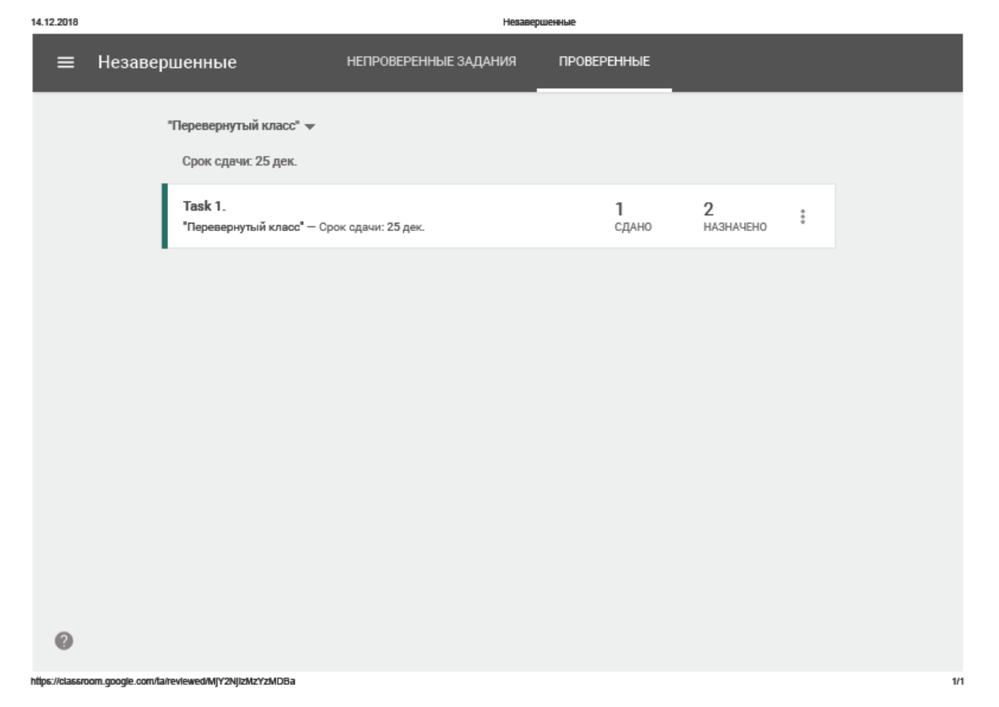 14.12.2018 Незавершенные
Незавершенные НЕПРОВЕРЕННЫЕ ЗАДАНИЯ ПРОВЕРЕННЫЕ
"Перевернутый класс"
Срок сдачи: 25 дек.
Task 1.
"Перевернутый класс" — Срок сдачи: 25 дек.
1 2
СДАНО НАЗНАЧЕНО
?
https://classroom.google.com/ta/reviewed/MjY2NjIzMzYzMDBa 1/1